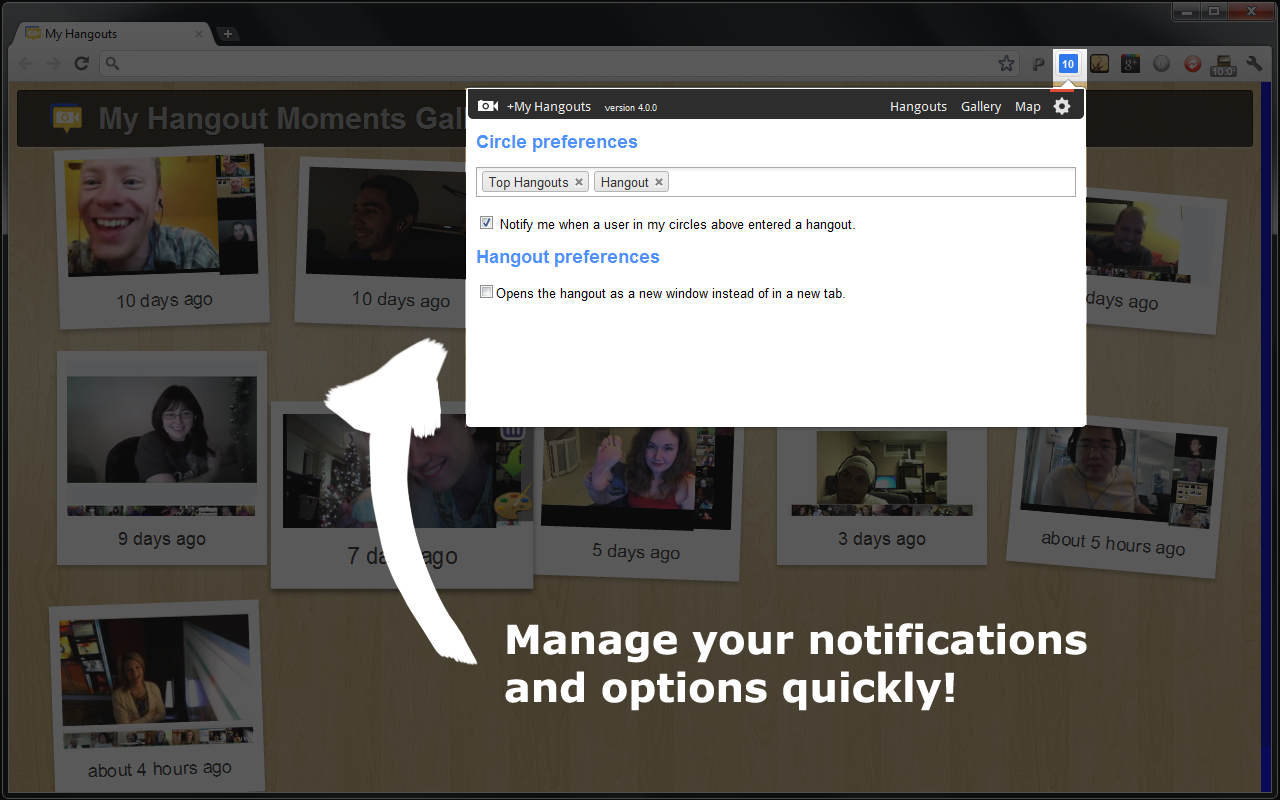 My Hangouts
10
g+
10:0
+My Hangouts version 4.0.0 Hangouts Gallery Map
My Hangout Moments Gal
Circle preferences
Top Hangouts Hangout
Notify me when a user in my circles above entered a hangout.
Hangout preferences
Opens the hangout as a new window instead of in a new tab.
10 days ago
10 days ago
days ago
9 days ago
7 days ago
5 days ago
3 days ago
about 5 hours ago
Manage your notifications
and options quickly!
about 4 hours ago